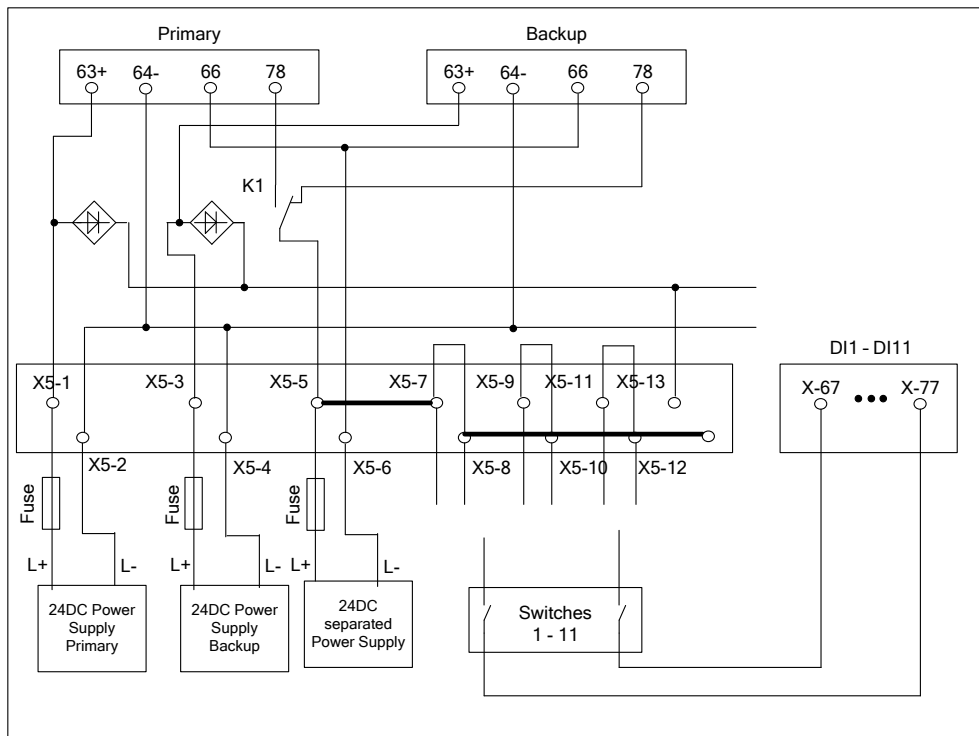 Primary
Backup
63+ 64- 66 78
63+ 64- 66 78
K1
DI1 - DI11
X-67 ••• X-77
X5-1 X5-3 X5-5 X5-7 X5-9 X5-11 X5-13
X5-2 X5-4 X5-6 X5-8 X5-10 X5-12
Fuse
Fuse
Fuse
L+ L- L+ L- L+ L-
24DC Power
Supply
Primary
24DC Power
Supply
Backup
24DC
separated
Power Supply
Switches
1 - 11